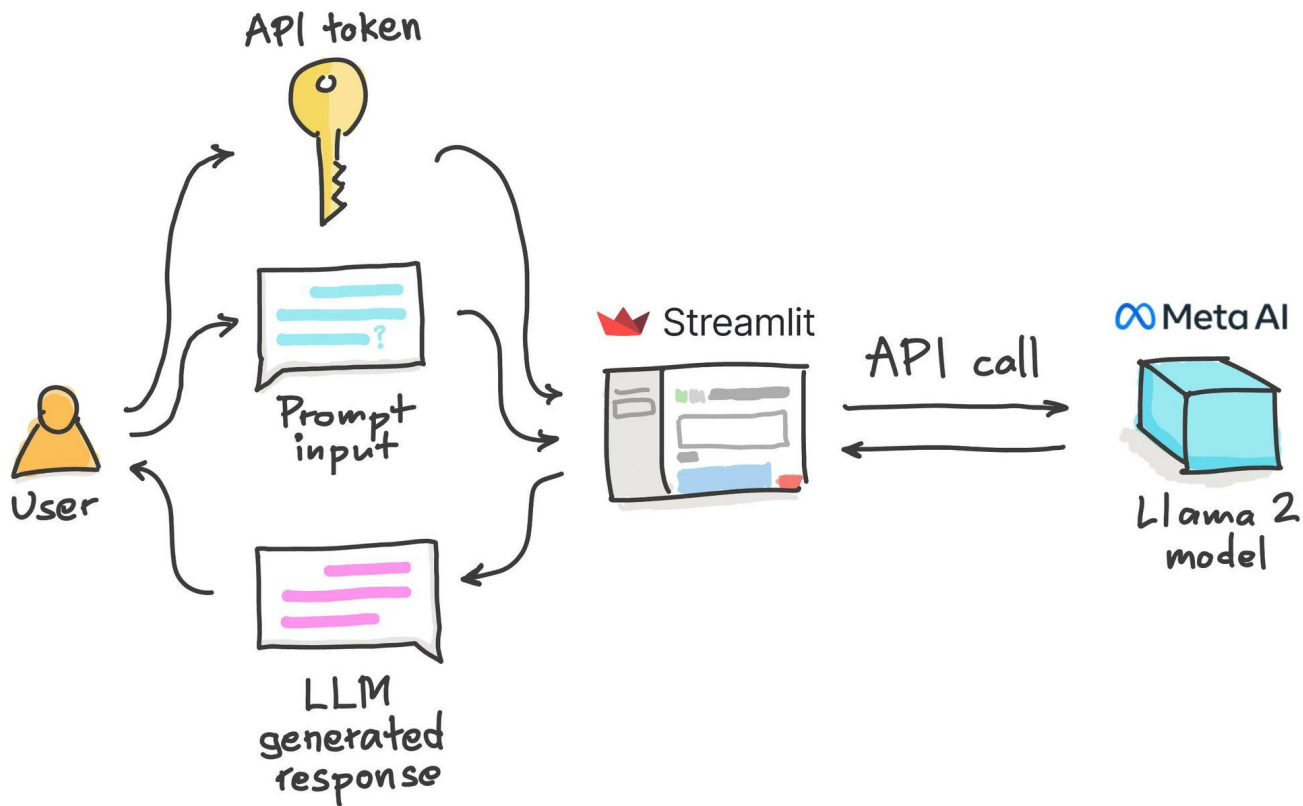 API token
?
Prompt
input
User
LLM
generated
response
Streamlit
API call
Meta AI
Llama 2
model